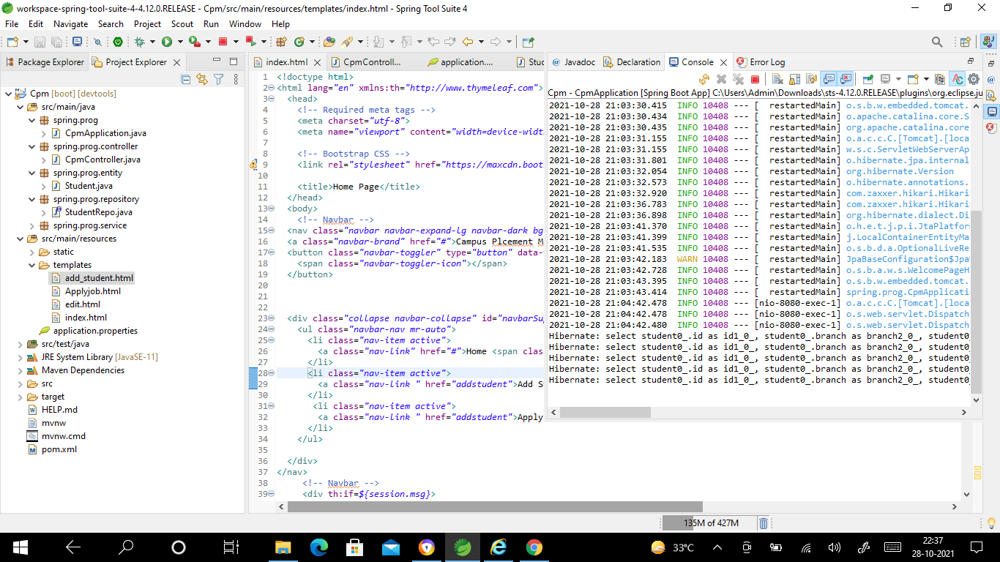 workspace-spring-tool-suite-4-4.12.0.RELEASE - Cpm/src/main/resources/templates/index.html - Spring Tool Suite 4
File Edit Navigate Search Project Scout Run Window Help
Package Explorer Project Explorer
Cpm [boot] [devtools]
src/main/java
spring.prog
CpmApplication.java
spring.prog.controller
CpmController.java
spring.prog.entity
Student.java
spring.prog.repository
StudentRepo.java
spring.prog.service
src/main/resources
static
templates
add_student.html
Applyjob.html
edit.html
index.html
application.properties
src/test/java
JRE System Library [JavaSE-11]
Maven Dependencies
src
target
HELP.md
mvnw
mvnw.cmd
pom.xml
index.html CpmControll... application.... Stu
1 <!doctype html>
2 <html lang="en" xmlns:th="http://www.thymeleaf.com">
3 <head>
4 <!-- Required meta tags -->
5 <meta charset="utf-8">
6 <meta name="viewport" content="width=device-widt
7
8 <!-- Bootstrap CSS -->
9 <link rel="stylesheet" href="https://maxcdn.boot
10
11 <title>Home Page</title>
12 </head>
13 <body>
14 <!-- Navbar -->
15 <nav class="navbar navbar-expand-lg navbar-dark bg
16 <a class="navbar-brand" href="#">Campus Plcement M
17 <button class="navbar-toggler" type="button" data-
18 <span class="navbar-toggler-icon"></span>
19 </button>
20
21
22
23 <div class="collapse navbar-collapse" id="navbarSu
24 <ul class="navbar-nav mr-auto">
25 <li class="nav-item active">
26 <a class="nav-link" href="#">Home <span clas
27 </li>
28 <li class="nav-item active">
29 <a class="nav-link " href="addstudent">Add S
30 </li>
31 <li class="nav-item active">
32 <a class="nav-link " href="addstudent">Apply
33 </li>
34 </ul>
35
36 </div>
37 </nav>
38 <!-- Navbar -->
39 <div th:if=${session.msg}>
@ Javadoc Declaration Console Error Log
Cpm - CpmApplication [Spring Boot App] C:\Users\Admin\Downloads\sts-4.12.0.RELEASE\plugins\org.eclipse.ju
2021-10-28 21:03:30.415 INFO 10408 --- [ restartedMain] o.s.b.w.embedded.tomcat.
2021-10-28 21:03:30.434 INFO 10408 --- [ restartedMain] o.apache.catalina.core.S
2021-10-28 21:03:30.435 INFO 10408 --- [ restartedMain] org.apache.catalina.core
2021-10-28 21:03:31.155 INFO 10408 --- [ restartedMain] o.a.c.c.C.[Tomcat].[loca
2021-10-28 21:03:31.155 INFO 10408 --- [ restartedMain] w.s.c.ServletWebServerAp
2021-10-28 21:03:31.801 INFO 10408 --- [ restartedMain] o.hibernate.jpa.internal
2021-10-28 21:03:32.054 INFO 10408 --- [ restartedMain] org.hibernate.Version
2021-10-28 21:03:32.573 INFO 10408 --- [ restartedMain] o.hibernate.annotations.
2021-10-28 21:03:32.920 INFO 10408 --- [ restartedMain] com.zaxxer.hikari.Hikari
2021-10-28 21:03:36.783 INFO 10408 --- [ restartedMain] com.zaxxer.hikari.Hikari
2021-10-28 21:03:36.898 INFO 10408 --- [ restartedMain] org.hibernate.dialect.Di
2021-10-28 21:03:41.370 INFO 10408 --- [ restartedMain] o.h.e.t.j.p.i.JtaPlatfor
2021-10-28 21:03:41.399 INFO 10408 --- [ restartedMain] j.LocalContainerEntityMa
2021-10-28 21:03:41.535 INFO 10408 --- [ restartedMain] o.s.b.d.a.OptionalLiveRe
2021-10-28 21:03:42.183 WARN 10408 --- [ restartedMain] JpaBaseConfiguration$Jpa
2021-10-28 21:03:42.728 INFO 10408 --- [ restartedMain] o.s.b.a.w.s.WelcomePageH
2021-10-28 21:03:43.395 INFO 10408 --- [ restartedMain] o.s.b.w.embedded.tomcat.
2021-10-28 21:03:43.414 INFO 10408 --- [ restartedMain] spring.prog.CpmApplicati
2021-10-28 21:04:42.478 INFO 10408 --- [nio-8080-exec-1] o.a.c.c.C.[Tomcat].[loca
2021-10-28 21:04:42.478 INFO 10408 --- [nio-8080-exec-1] o.s.web.servlet.Dispatch
2021-10-28 21:04:42.480 INFO 10408 --- [nio-8080-exec-1] o.s.web.servlet.Dispatch
Hibernate: select student0_.id as id1_0_, student0_.branch as branch2_0_, student0
Hibernate: select student0_.id as id1_0_, student0_.branch as branch2_0_, student0
Hibernate: select student0_.id as id1_0_, student0_.branch as branch2_0_, student0
Hibernate: select student0_.id as id1_0_, student0_.branch as branch2_0_, student0
Hibernate: select student0_.id as id1_0_, student0_.branch as branch2_0_, student0
135M of 427M
33°C
22:37
28-10-2021